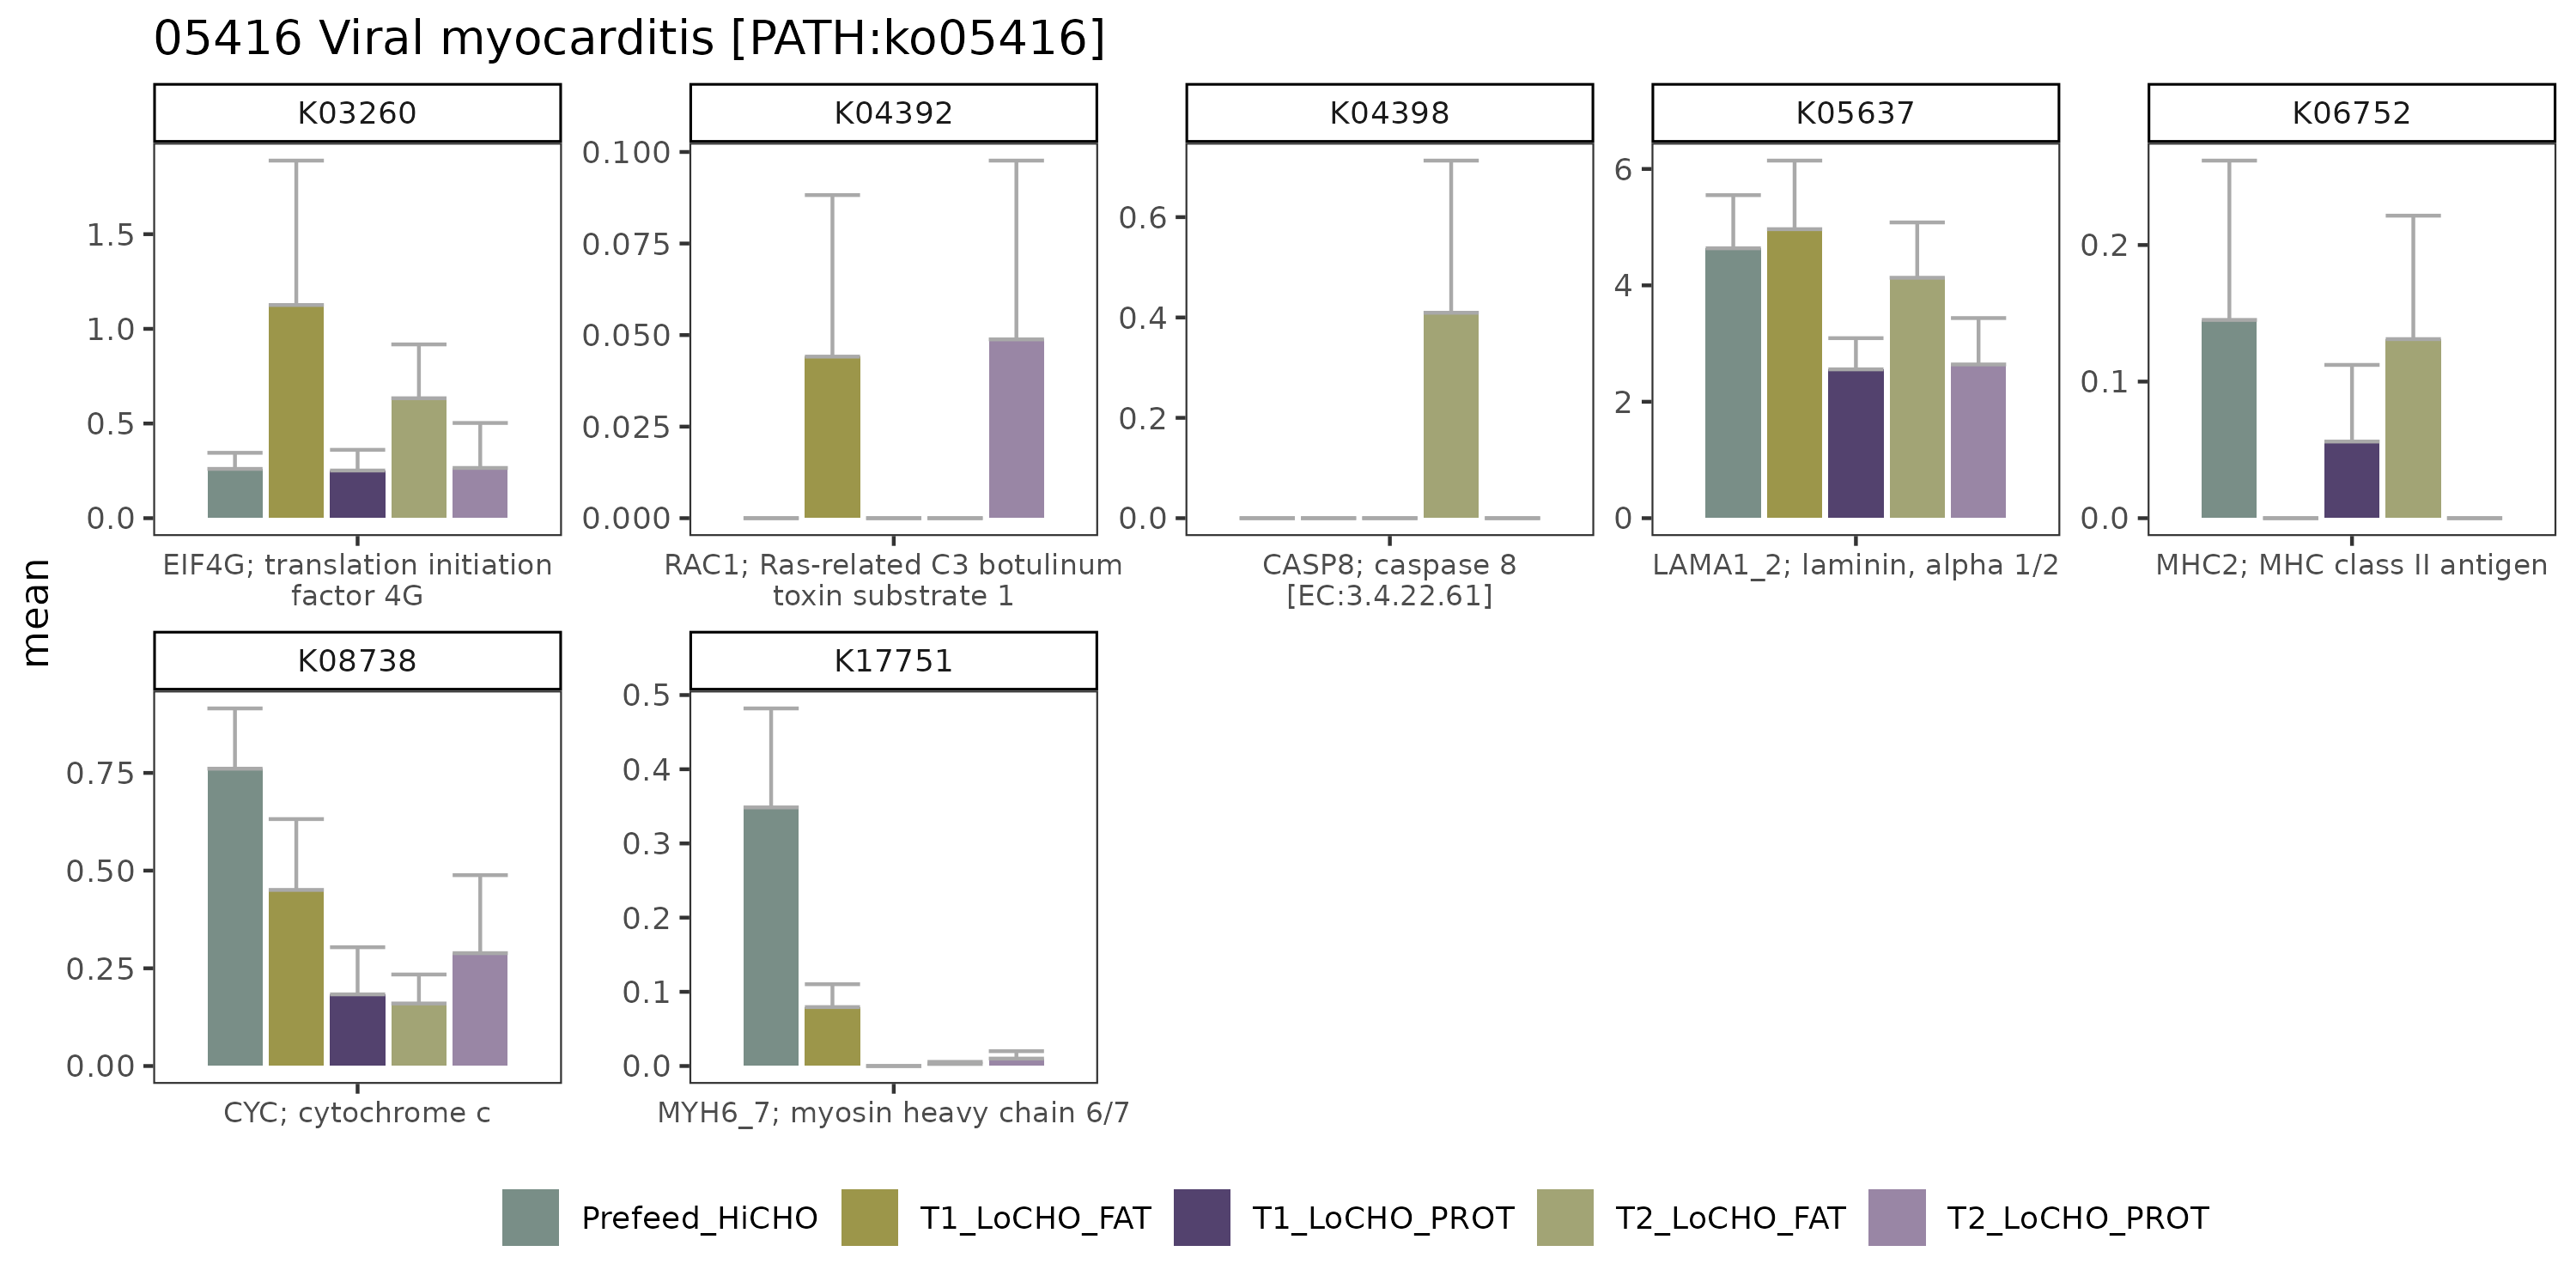 05416 Viral myocarditis [PATH:ko05416]
K03260
K04392
K04398
K05637
K06752
1.5
1.0
0.5
0.0
0.100
0.075
0.050
0.025
0.000
0.6
0.4
0.2
0.0
6
4
2
0
0.2
0.1
0.0
EIF4G; translation initiation
factor 4G
RAC1; Ras-related C3 botulinum
toxin substrate 1
CASP8; caspase 8
[EC:3.4.22.61]
LAMA1_2; laminin, alpha 1/2
MHC2; MHC class II antigen
mean
K08738
K17751
0.75
0.50
0.25
0.00
0.5
0.4
0.3
0.2
0.1
0.0
CYC; cytochrome c
MYH6_7; myosin heavy chain 6/7
Prefeed_HiCHO
T1_LoCHO_FAT
T1_LoCHO_PROT
T2_LoCHO_FAT
T2_LoCHO_PROT